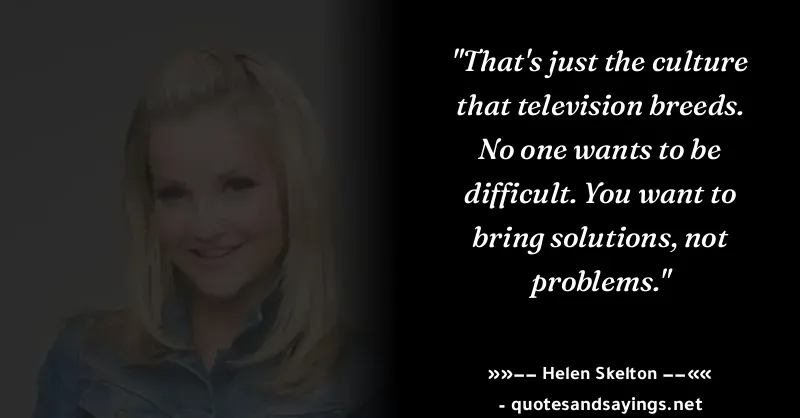 "That's just the culture
that television breeds.
No one wants to be
difficult. You want to
bring solutions, not
problems."
»»–– Helen Skelton ––««
- quotesandsayings.net